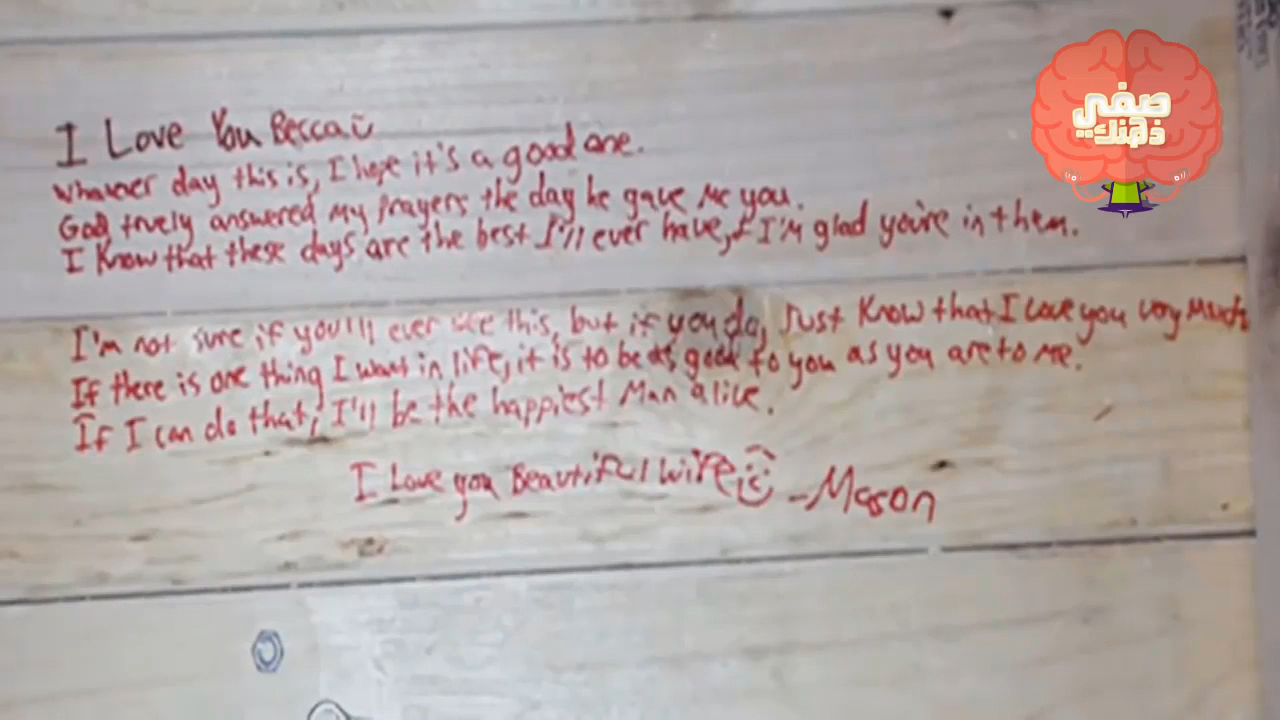 I Love You Becca
Whatever day this is, I hope it's a good one.
God truely answered My Prayers the day he gave Me you.
I Know that these days are the best I'll ever have, & I'm glad you're in them.
I'm not sure if you'll ever see this, but if you do, Just Know that I Love you very Much
If there is one thing I want in life, it is to be as good to you as you are to Me.
If I can do that, I'll be the happiest Man alive.
I Love you Beautiful Wife -Mason
صفي
ذهنك